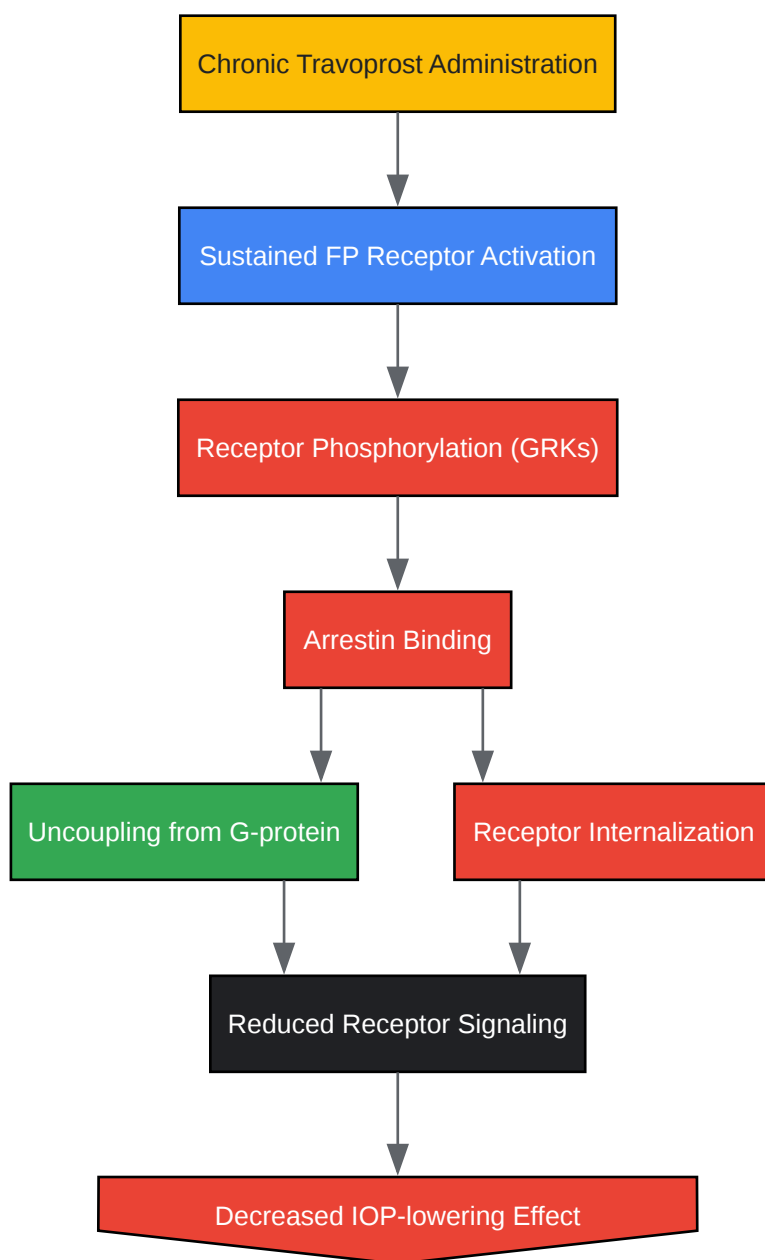 Chronic Travoprost Administration
Sustained FP Receptor Activation
Receptor Phosphorylation (GRKs)
Arrestin Binding
Uncoupling from G-protein
Receptor Internalization
Reduced Receptor Signaling
Decreased IOP-lowering Effect